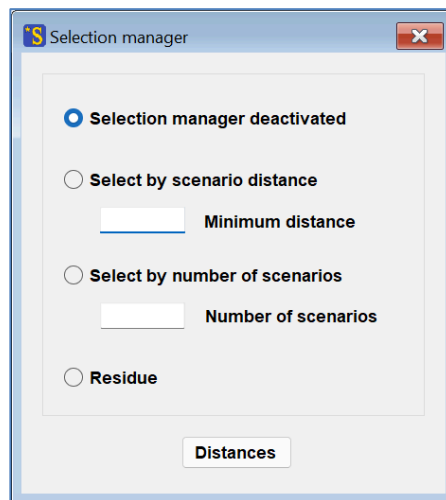 Selection manager
Selection manager deactivated
Select by scenario distance
Minimum distance
Select by number of scenarios
Number of scenarios
Residue
Distances